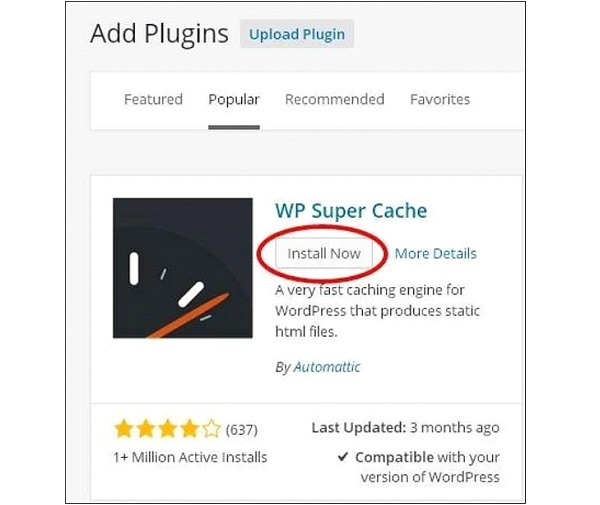 Add Plugins Upload Plugin
Featured Popular Recommended Favorites
WP Super Cache
Install Now More Details
A very fast caching engine for
WordPress that produces static
html files.
By Automattic
(637) Last Updated: 3 months ago
1+ Million Active Installs ✔ Compatible with your
version of WordPress